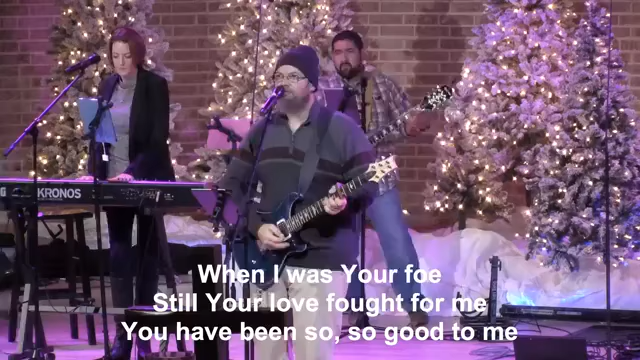 KRONOS
When I was Your foe
Still Your love fought for me
You have been so, so good to me